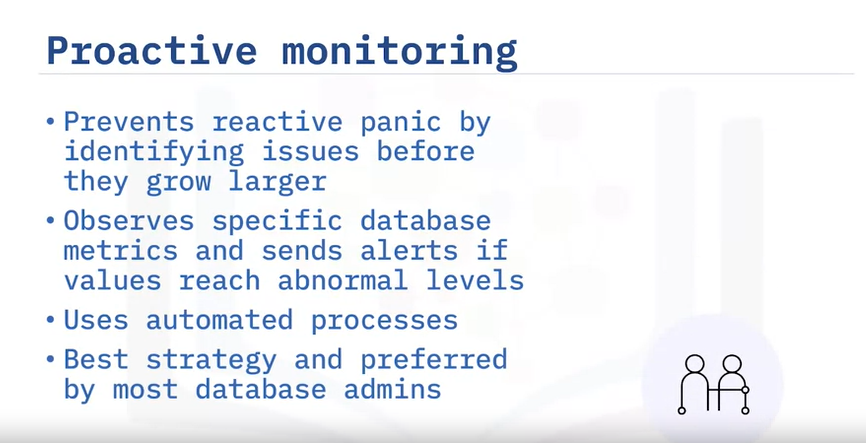 Proactive monitoring
• Prevents reactive panic by
identifying issues before
they grow larger
• Observes specific database
metrics and sends alerts if
values reach abnormal levels
• Uses automated processes
• Best strategy and preferred
by most database admins